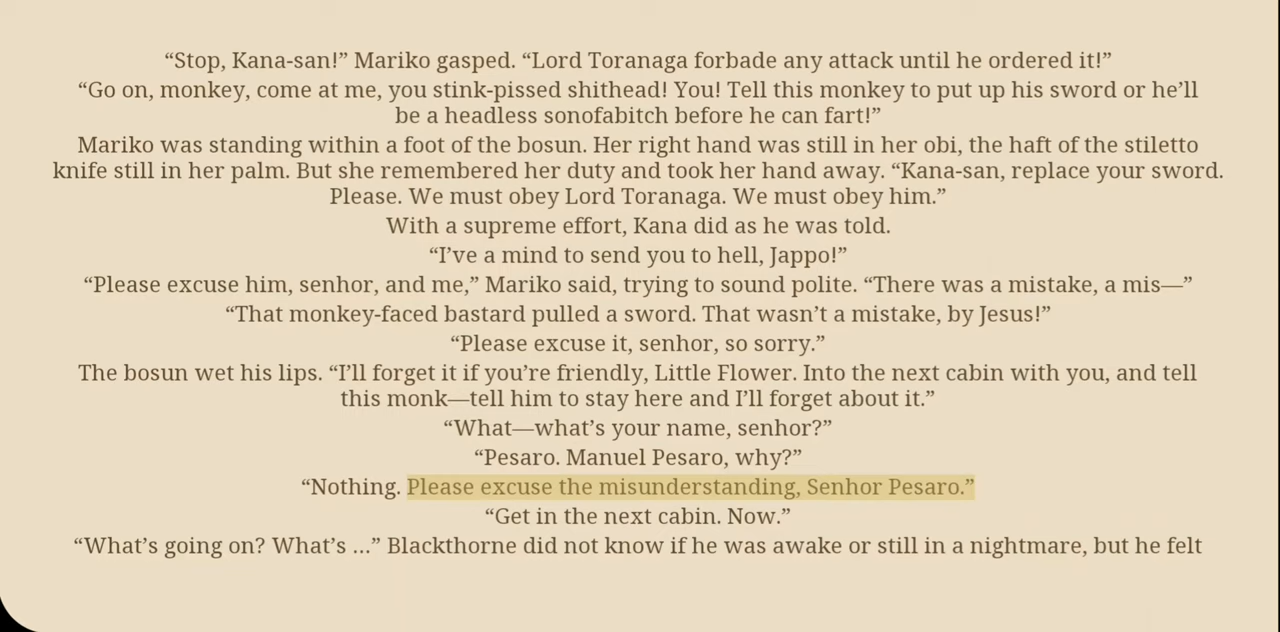 “Stop, Kana-san!” Mariko gasped. “Lord Toranaga forbade any attack until he ordered it!”
“Go on, monkey, come at me, you stink-pissed shithead! You! Tell this monkey to put up his sword or he’ll
be a headless sonofabitch before he can fart!”
Mariko was standing within a foot of the bosun. Her right hand was still in her obi, the haft of the stiletto
knife still in her palm. But she remembered her duty and took her hand away. “Kana-san, replace your sword.
Please. We must obey Lord Toranaga. We must obey him.”
With a supreme effort, Kana did as he was told.
“I’ve a mind to send you to hell, Jappo!”
“Please excuse him, senhor, and me,” Mariko said, trying to sound polite. “There was a mistake, a mis—”
“That monkey-faced bastard pulled a sword. That wasn’t a mistake, by Jesus!”
“Please excuse it, senhor, so sorry.”
The bosun wet his lips. “I’ll forget it if you’re friendly, Little Flower. Into the next cabin with you, and tell
this monk—tell him to stay here and I’ll forget about it.”
“What—what’s your name, senhor?”
“Pesaro. Manuel Pesaro, why?”
“Nothing. Please excuse the misunderstanding, Senhor Pesaro.”
“Get in the next cabin. Now.”
“What’s going on? What’s …” Blackthorne did not know if he was awake or still in a nightmare, but he felt